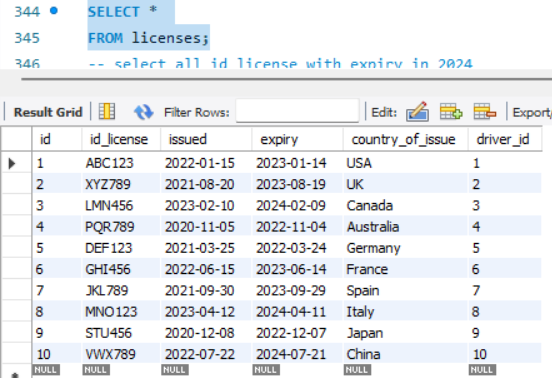 344 SELECT *
345 FROM licenses;
346 -- select all id license with expiry in 2024
Result Grid Filter Rows: Edit: Export/
id id_license issued expiry country_of_issue driver_id
1 ABC123 2022-01-15 2023-01-14 USA 1
2 XYZ789 2021-08-20 2023-08-19 UK 2
3 LMN456 2023-02-10 2024-02-09 Canada 3
4 PQR789 2020-11-05 2022-11-04 Australia 4
5 DEF123 2021-03-25 2022-03-24 Germany 5
6 GHI456 2022-06-15 2023-06-14 France 6
7 JKL789 2021-09-30 2023-09-29 Spain 7
8 MNO123 2023-04-12 2024-04-11 Italy 8
9 STU456 2020-12-08 2022-12-07 Japan 9
10 VWX789 2022-07-22 2024-07-21 China 10
NULL NULL NULL NULL NULL NULL